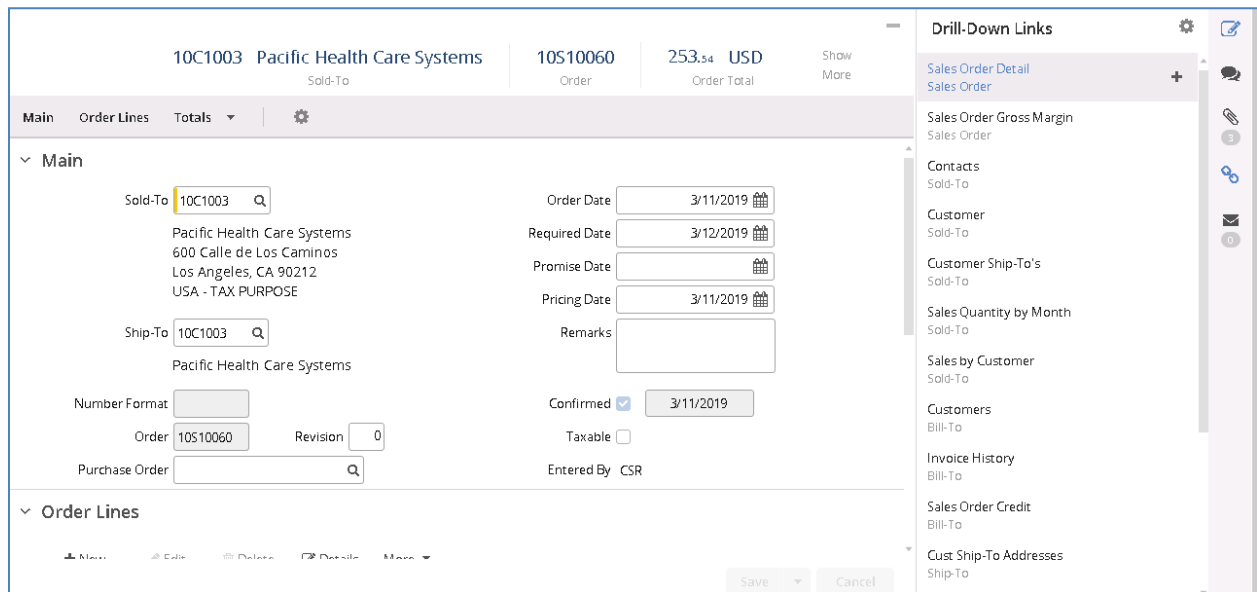 10C1003 Pacific Health Care Systems
Sold-To
10S10060
Order
253.54 USD
Order Total
Show
More
Main Order Lines Totals
Main
Sold-To 10C1003
Pacific Health Care Systems
600 Calle de Los Caminos
Los Angeles, CA 90212
USA - TAX PURPOSE
Ship-To 10C1003
Pacific Health Care Systems
Number Format
Order 10S10060 Revision 0
Purchase Order
Order Date 3/11/2019
Required Date 3/12/2019
Promise Date
Pricing Date 3/11/2019
Remarks
Confirmed 3/11/2019
Taxable
Entered By CSR
Order Lines
New Edit Delete Details More
Save Cancel
Drill-Down Links
Sales Order Detail
Sales Order
Sales Order Gross Margin
Sales Order
Contacts
Sold-To
Customer
Sold-To
Customer Ship-To's
Sold-To
Sales Quantity by Month
Sold-To
Sales by Customer
Sold-To
Customers
Bill-To
Invoice History
Bill-To
Sales Order Credit
Bill-To
Cust Ship-To Addresses
Ship-To
3
0